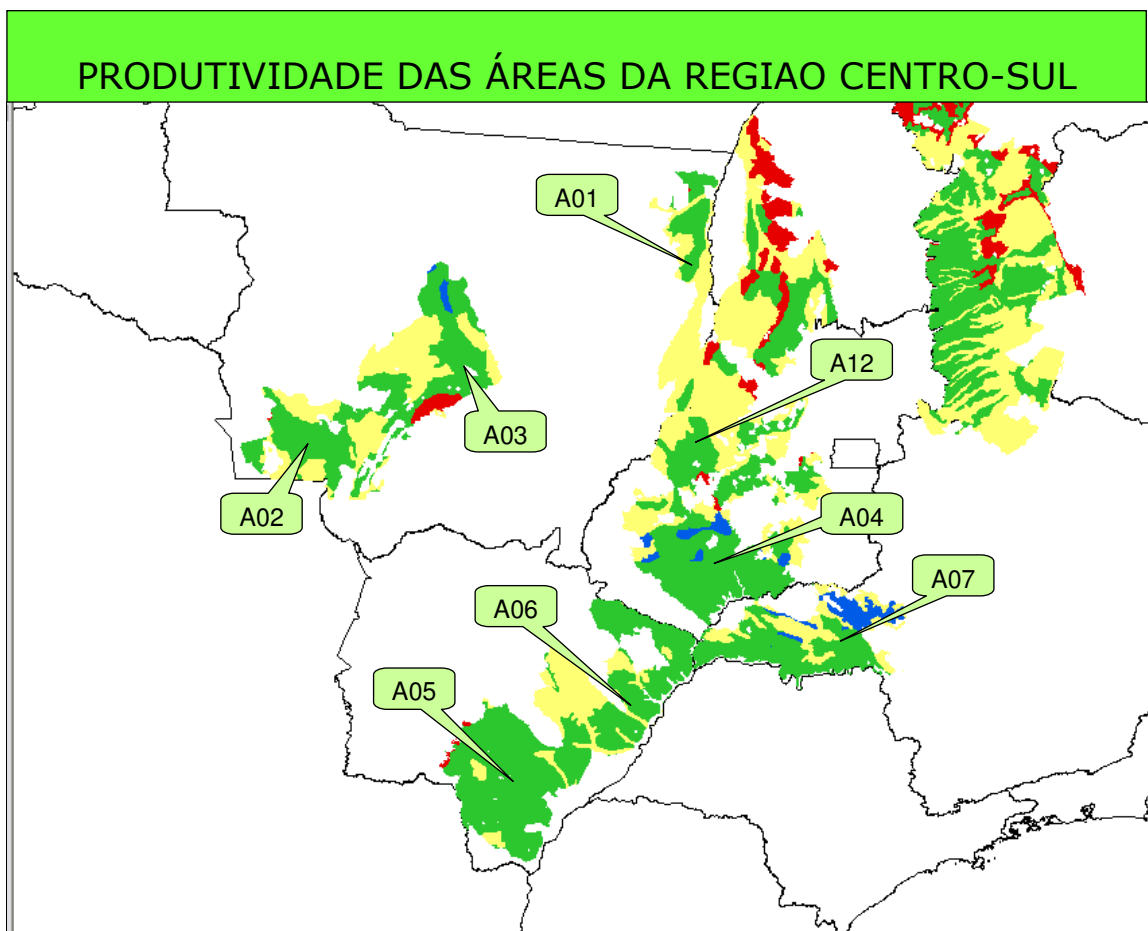 PRODUTIVIDADE DAS ÁREAS DA REGIAO CENTRO-SUL
A01
A12
A03
A02
A04
A07
A06
A05